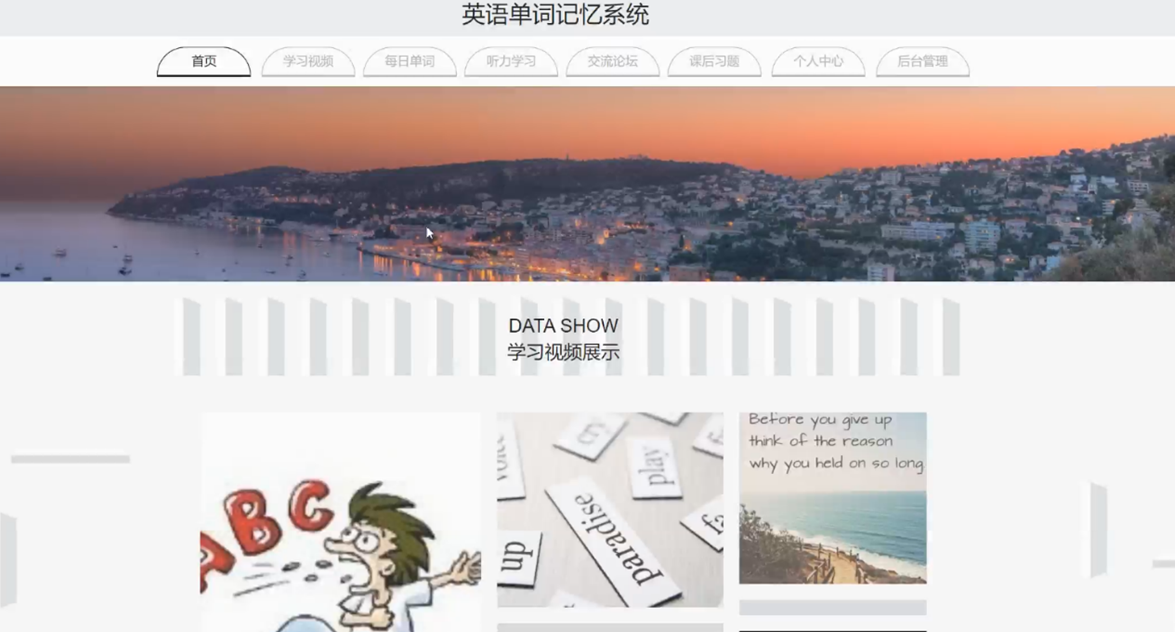 英语单词记忆系统
首页 学习视频 每日单词 听力学习 交流论坛 课后习题 个人中心 后台管理
DATA SHOW
学习视频展示
ABC
cry
play
paradise
up
Before you give up
think of the reason
why you held on so long